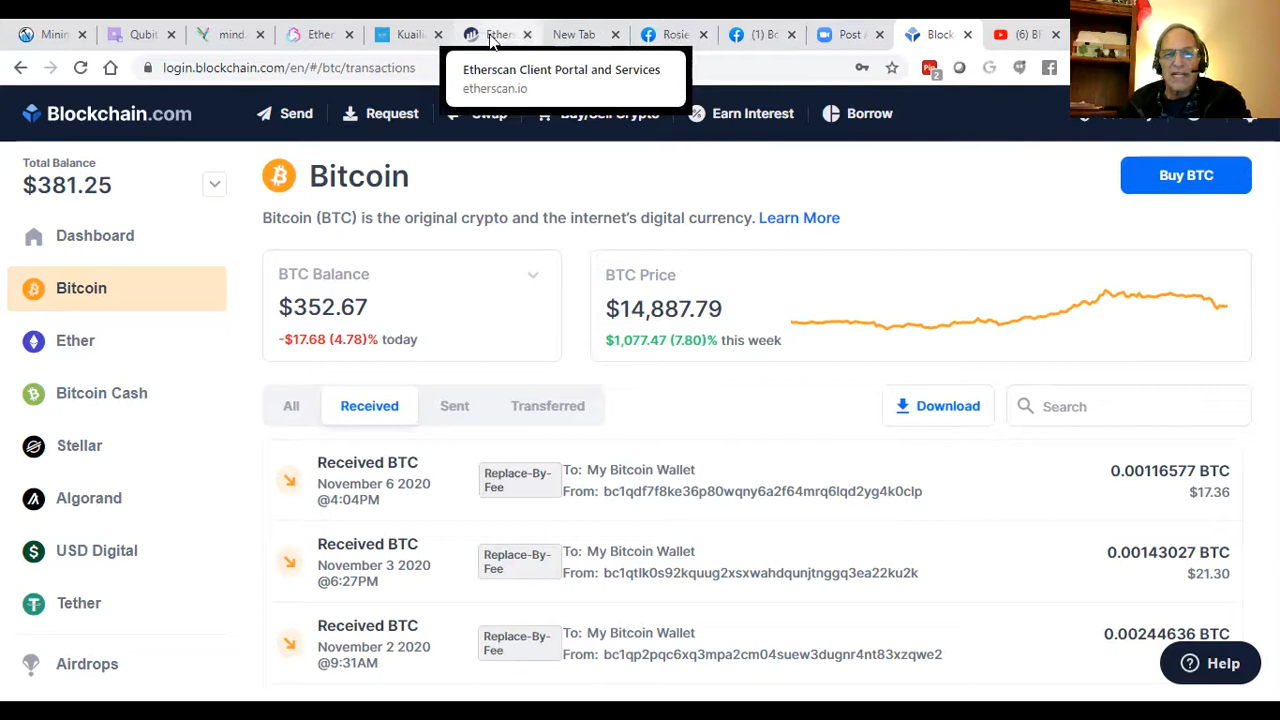 Minin
Qubit
mind.
Ether
Kuail
Ethers
New Tab
Rosie
(1) Bc
Post A
Block
(6) Bl
login.blockchain.com/en/#/btc/transactions
Etherscan Client Portal and Services
etherscan.io
2
Blockchain.com
Send
Request
Swap
Buy/Sell Crypto
Earn Interest
Borrow
Total Balance
$381.25
Dashboard
Bitcoin
Ether
Bitcoin Cash
Stellar
Algorand
USD Digital
Tether
Airdrops
Bitcoin
Buy BTC
Bitcoin (BTC) is the original crypto and the internet's digital currency. Learn More
BTC Balance
$352.67
-$17.68 (4.78)% today
BTC Price
$14,887.79
$1,077.47 (7.80)% this week
All
Received
Sent
Transferred
Download
Search
Received BTC
November 6 2020
@4:04PM
Replace-By-
Fee
To: My Bitcoin Wallet
From: bc1qdf7f8ke36p80wqny6a2f64mrq6lqd2yg4k0clp
0.00116577 BTC
$17.36
Received BTC
November 3 2020
@6:27PM
Replace-By-
Fee
To: My Bitcoin Wallet
From: bc1qtlk0s92kquug2xsxwahdqunjtnggq3ea22ku2k
0.00143027 BTC
$21.30
Received BTC
November 2 2020
@9:31AM
Replace-By-
Fee
To: My Bitcoin Wallet
From: bc1qp2pqc6xq3mpa2cm04suew3dugnr4nt83xzqwe2
0.00244636 BTC
Help